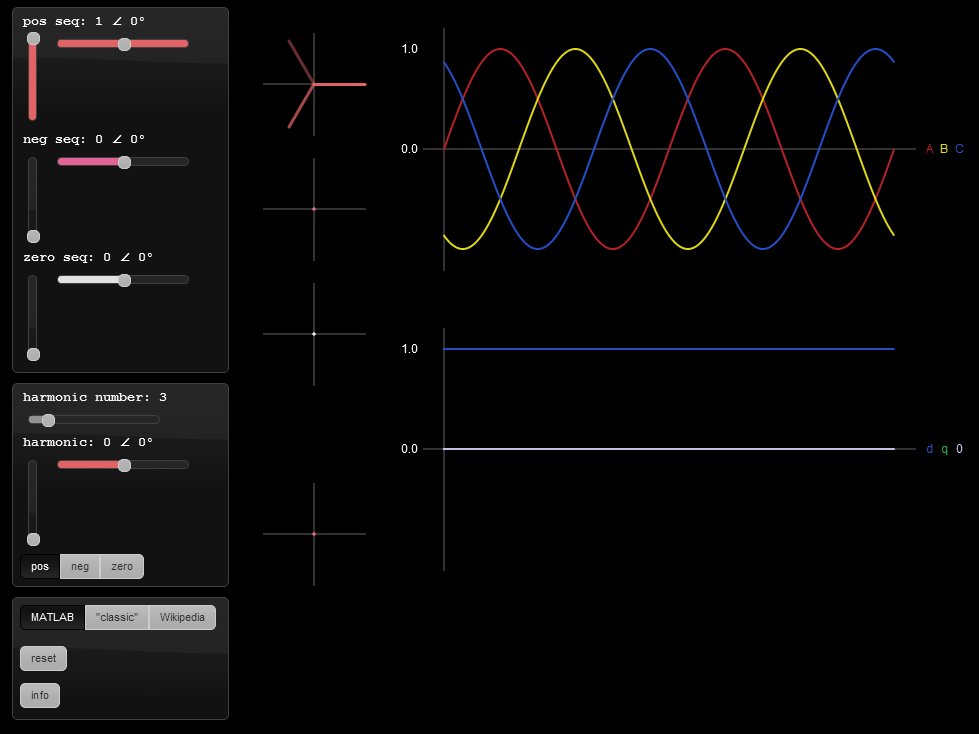 pos seq: 1 ∠ 0°
neg seq: 0 ∠ 0°
zero seq: 0 ∠ 0°
harmonic number: 3
harmonic: 0 ∠ 0°
pos neg zero
MATLAB "classic" Wikipedia
reset
info
1.0
0.0
A B C
1.0
0.0
d q 0